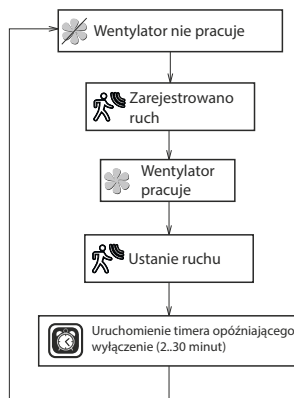 Wentylator nie pracuje
Zarejestrowano
ruch
Wentylator
pracuje
Ustanie ruchu
Uruchomienie timera opóźniającego
wyłączenie (2..30 minut)